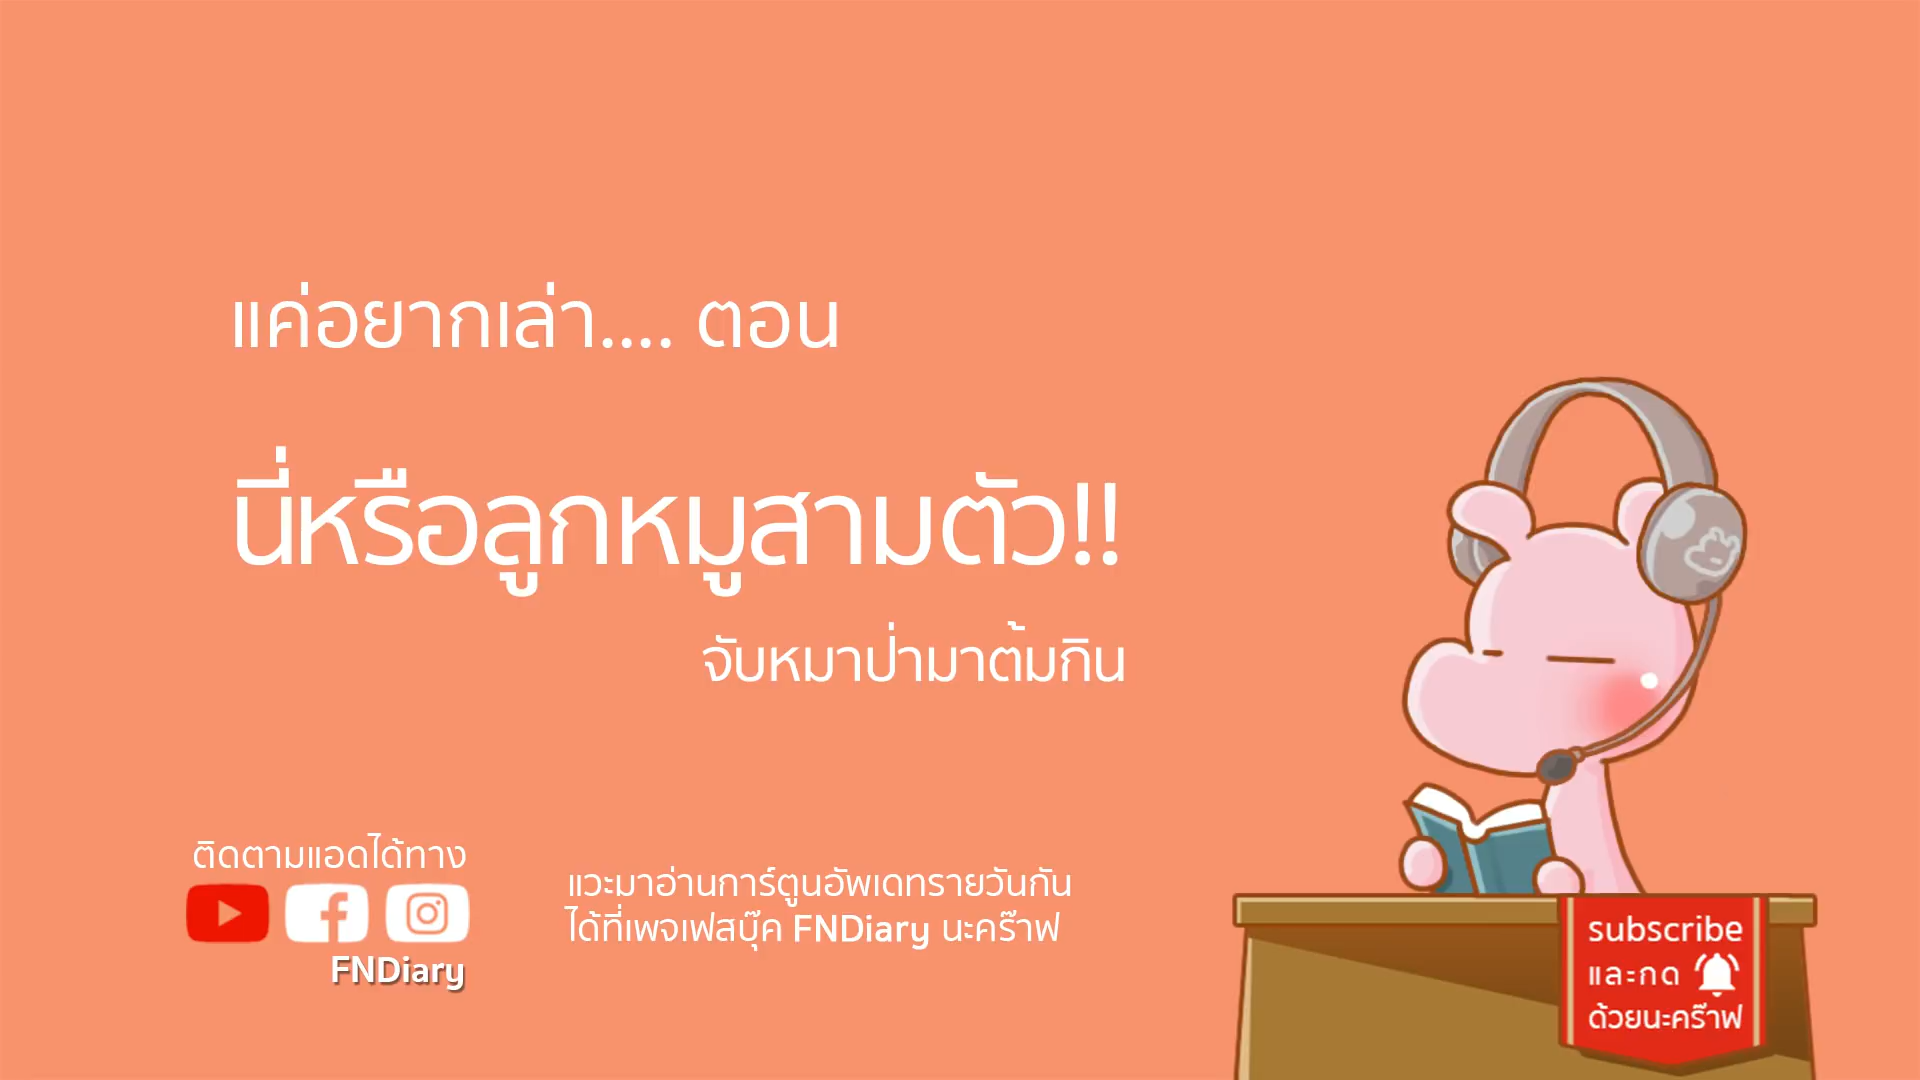 แค่อยากเล่า.... ตอน
นี่หรือลูกหมูสามตัว!!
จับหมาป่ามาต้มกิน
ติดตามแอดได้ทาง
FNDiary
แวะมาอ่านการ์ตูนอัพเดทรายวันกัน
ได้ที่เพจเฟสบุ๊ค FNDiary นะคร๊าฟ
subscribe
และกด
ด้วยนะคร๊าฟ